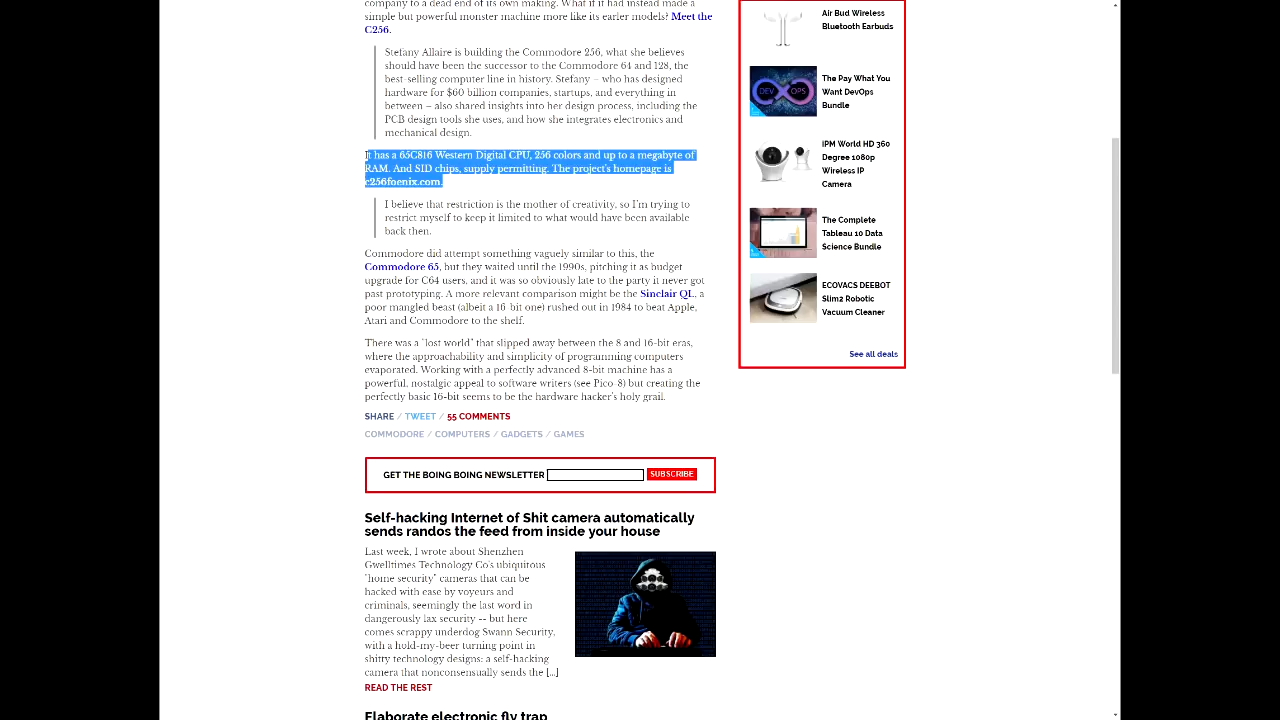 company to a dead end of its own making. What if it had instead made a
simple but powerful monster machine more like its earler models? Meet the
C256.
Stefany Allaire is building the Commodore 256, what she believes
should have been the successor to the Commodore 64 and 128, the
best-selling computer line in history. Stefany – who has designed
hardware for $60 billion companies, startups, and everything in
between – also shared insights into her design process, including the
PCB design tools she uses, and how she integrates electronics and
mechanical design.
It has a 65C816 Western Digital CPU, 256 colors and up to a megabyte of
RAM. And SID chips, supply permitting. The project's homepage is
c256foenix.com.
I believe that restriction is the mother of creativity, so I'm trying to
restrict myself to keep it limited to what would have been available
back then.
Commodore did attempt something vaguely similar to this, the
Commodore 65, but they waited until the 1990s, pitching it as budget
upgrade for C64 users, and it was so obviously late to the party it never got
past prototyping. A more relevant comparison might be the Sinclair QL, a
poor mangled beast (albeit a 16-bit one) rushed out in 1984 to beat Apple,
Atari and Commodore to the shelf.
There was a "lost world" that slipped away between the 8 and 16-bit eras,
where the approachability and simplicity of programming computers
evaporated. Working with a perfectly advanced 8-bit machine has a
powerful, nostalgic appeal to software writers (see Pico-8) but creating the
perfectly basic 16-bit seems to be the hardware hacker's holy grail.
SHARE / TWEET / 55 COMMENTS
COMMODORE / COMPUTERS / GADGETS / GAMES
GET THE BOING BOING NEWSLETTER SUBSCRIBE
Self-hacking Internet of Shit camera automatically
sends randos the feed from inside your house
Last week, I wrote about Shenzhen
Gwelltimes Technology Co's ubiquitous
"home security" cameras that can be
hacked won over by voyeurs and
criminals, seemingly the last word in
dangerously lax security -- but here
comes scrappy underdog Swann Security,
with a hold-my-beer turning point in
shitty technology designs: a self-hacking
camera that nonconsensually sends the [...]
READ THE REST
Elaborate electronic fly trap
Air Bud Wireless
Bluetooth Earbuds
DEV OPS
The Pay What You
Want DevOps
Bundle
iPM World HD 360
Degree 1080p
Wireless IP
Camera
The Complete
Tableau 10 Data
Science Bundle
ECOVACS DEEBOT
Slim2 Robotic
Vacuum Cleaner
See all deals